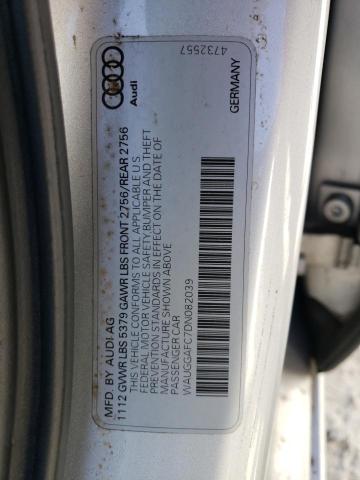 Audi
4732557
GERMANY
MFD. BY AUDI AG
1112 GVWR LBS 5379 GAWR LBS FRONT 2756/REAR 2756
THIS VEHICLE CONFORMS TO ALL APPLICABLE U S
FEDERAL MOTOR VEHICLE SAFETY, BUMPER AND THEFT
PREVENTION STANDARDS IN EFFECT ON THE DATE OF
MANUFACTURE SHOWN ABOVE
PASSENGER CAR
WAUGGAFC7DN082039